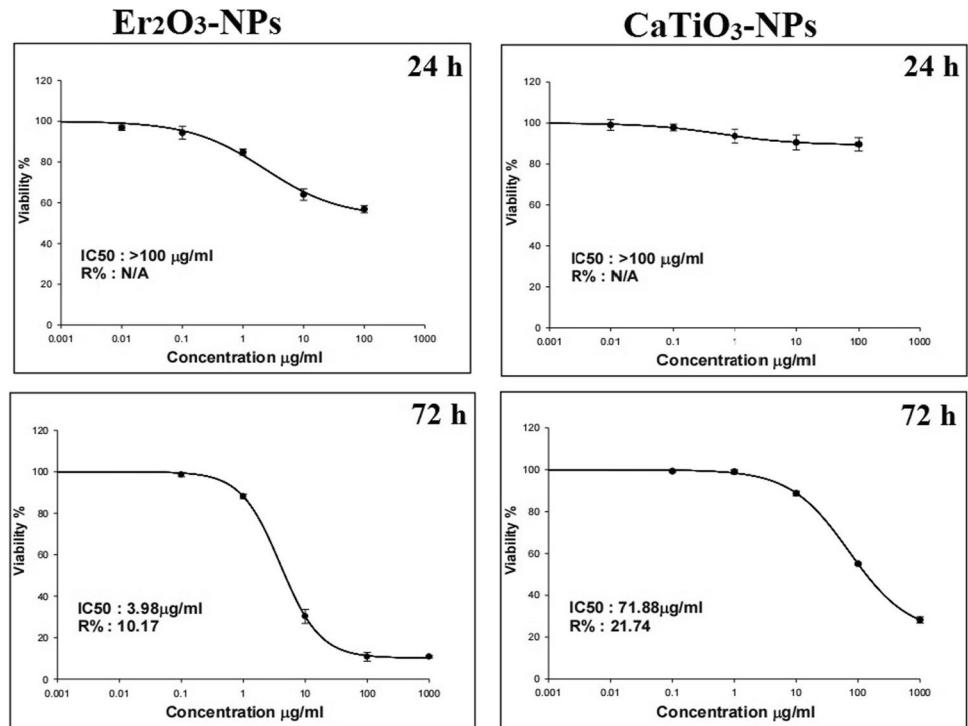 Er₂O₃-NPs
CaTiO₃-NPs
24 h
120
100
80
60
40
20
0
Viability %
IC50 : >100 µg/ml
R% : N/A
0.001 0.01 0.1 1 10 100 1000
Concentration µg/ml
24 h
120
100
80
60
40
20
0
Viability %
IC50 : >100 µg/ml
R% : N/A
0.001 0.01 0.1 1 10 100 1000
Concentration µg/ml
72 h
120
100
80
60
40
20
0
Viability %
IC50 : 3.98µg/ml
R% : 10.17
0.001 0.01 0.1 1 10 100 1000
Concentration µg/ml
72 h
120
100
80
60
40
20
0
Viability %
IC50 : 71.88µg/ml
R% : 21.74
0.001 0.01 0.1 1 10 100 1000
Concentration µg/ml